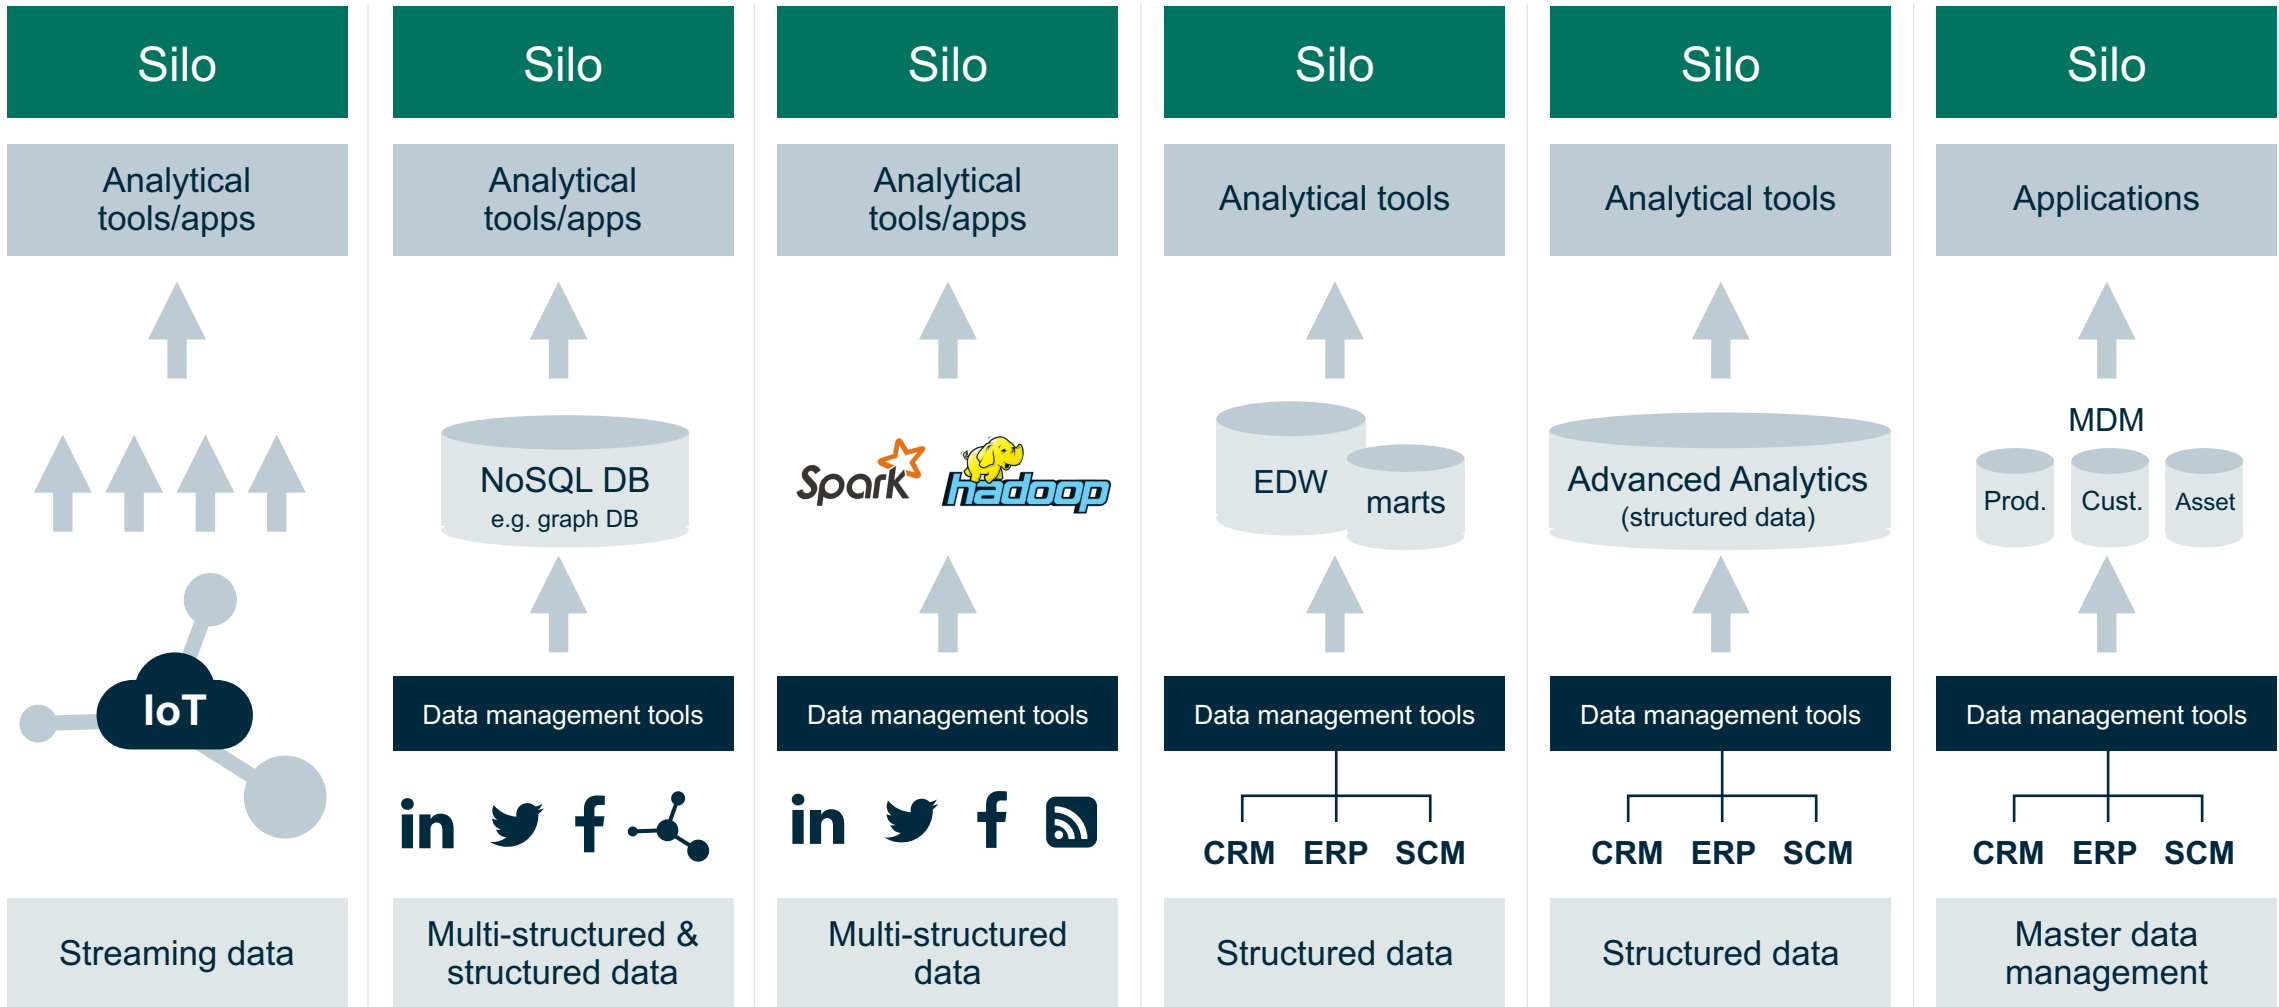 Silo
Analytical
tools/apps
IoT
Streaming data
Silo
Analytical
tools/apps
NoSQL DB
e.g. graph DB
Data management tools
in
f
Multi-structured &
structured data
Silo
Analytical
tools/apps
Spark
hadoop
Data management tools
in
f
Multi-structured
data
Silo
Analytical tools
EDW
marts
Data management tools
CRM ERP SCM
Structured data
Silo
Analytical tools
Advanced Analytics
(structured data)
Data management tools
CRM ERP SCM
Structured data
Silo
Applications
MDM
Prod. Cust. Asset
Data management tools
CRM ERP SCM
Master data
management